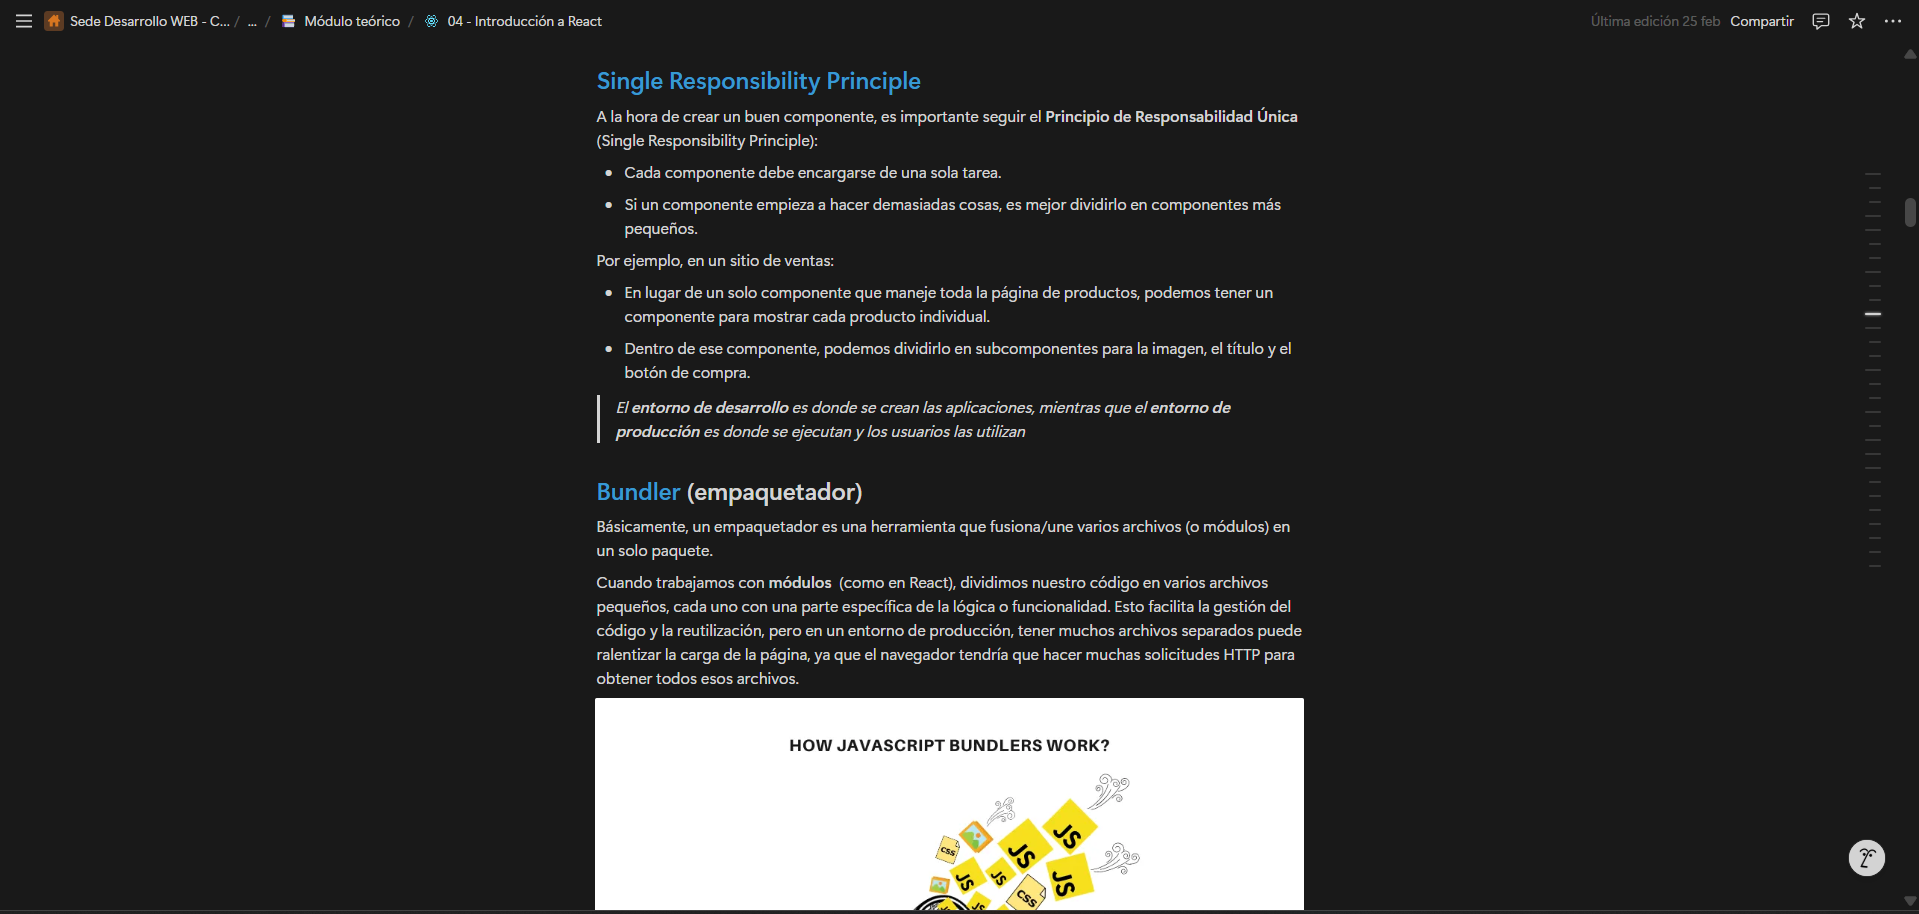 Sede Desarrollo WEB - C... / ... / Módulo teórico / 04 - Introducción a React
Última edición 25 feb Compartir
Single Responsibility Principle
A la hora de crear un buen componente, es importante seguir el Principio de Responsabilidad Única
(Single Responsibility Principle):
• Cada componente debe encargarse de una sola tarea.
• Si un componente empieza a hacer demasiadas cosas, es mejor dividirlo en componentes más
pequeños.
Por ejemplo, en un sitio de ventas:
• En lugar de un solo componente que maneje toda la página de productos, podemos tener un
componente para mostrar cada producto individual.
• Dentro de ese componente, podemos dividirlo en subcomponentes para la imagen, el título y el
botón de compra.
El entorno de desarrollo es donde se crean las aplicaciones, mientras que el entorno de
producción es donde se ejecutan y los usuarios las utilizan
Bundler (empaquetador)
Básicamente, un empaquetador es una herramienta que fusiona/une varios archivos (o módulos) en
un solo paquete.
Cuando trabajamos con módulos (como en React), dividimos nuestro código en varios archivos
pequeños, cada uno con una parte específica de la lógica o funcionalidad. Esto facilita la gestión del
código y la reutilización, pero en un entorno de producción, tener muchos archivos separados puede
ralentizar la carga de la página, ya que el navegador tendría que hacer muchas solicitudes HTTP para
obtener todos esos archivos.
HOW JAVASCRIPT BUNDLERS WORK?
JS
JS
CSS
JS
JS
JS
CSS
JS